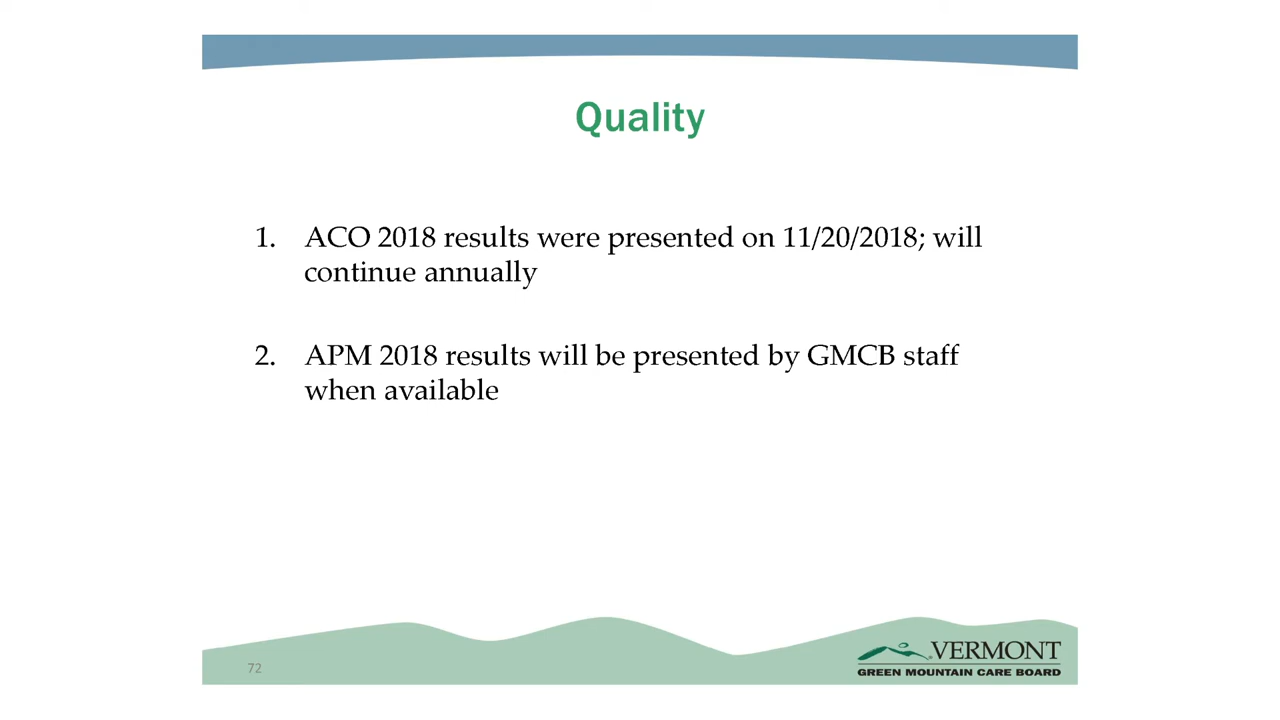 Quality
1. ACO 2018 results were presented on 11/20/2018; will
continue annually
2. APM 2018 results will be presented by GMCB staff
when available
72
VERMONT
GREEN MOUNTAIN CARE BOARD